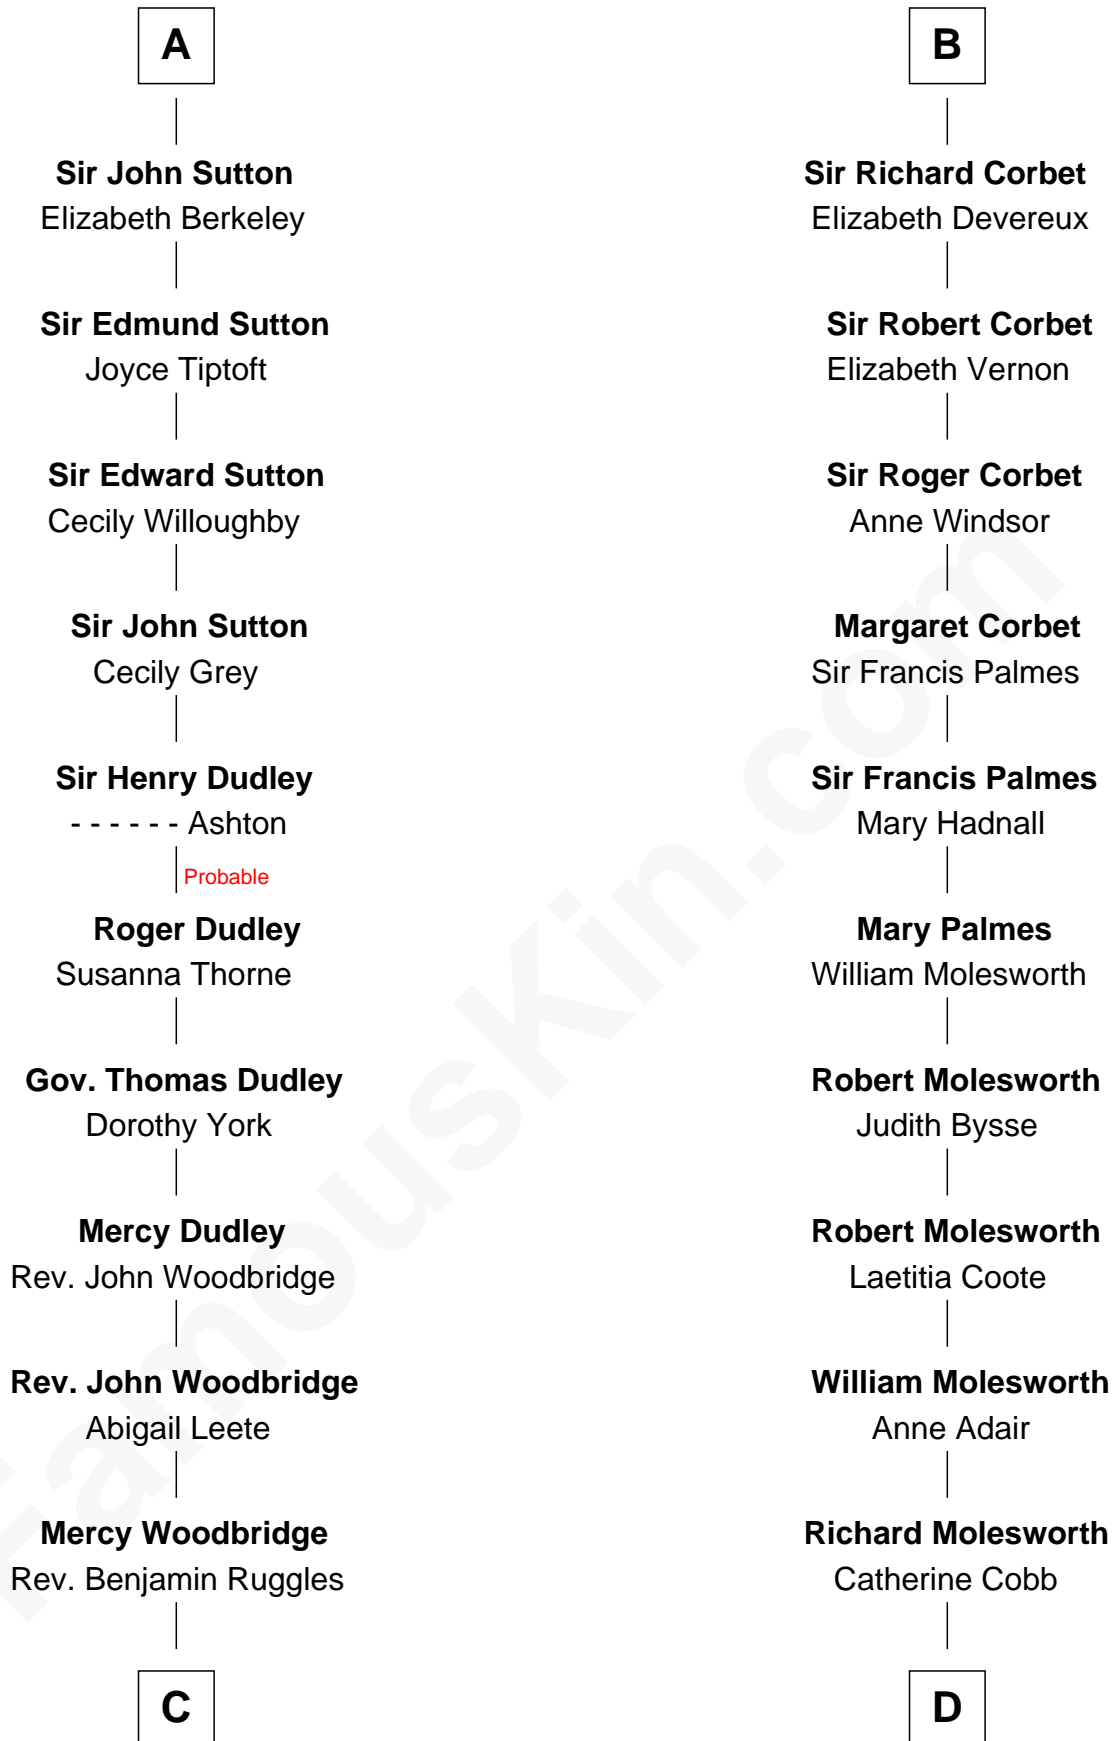 A
Sir John Sutton
Elizabeth Berkeley
Sir Edmund Sutton
Joyce Tiptoft
Sir Edward Sutton
Cecily Willoughby
Sir John Sutton
Cecily Grey
Sir Henry Dudley
- - - - - - Ashton
Probable
Roger Dudley
Susanna Thorne
Gov. Thomas Dudley
Dorothy York
Mercy Dudley
Rev. John Woodbridge
Rev. John Woodbridge
Abigail Leete
Mercy Woodbridge
Rev. Benjamin Ruggles
C
B
Sir Richard Corbet
Elizabeth Devereux
Sir Robert Corbet
Elizabeth Vernon
Sir Roger Corbet
Anne Windsor
Margaret Corbet
Sir Francis Palmes
Sir Francis Palmes
Mary Hadnall
Mary Palmes
William Molesworth
Robert Molesworth
Judith Bysse
Robert Molesworth
Laetitia Coote
William Molesworth
Anne Adair
Richard Molesworth
Catherine Cobb
D
FamousKin.com